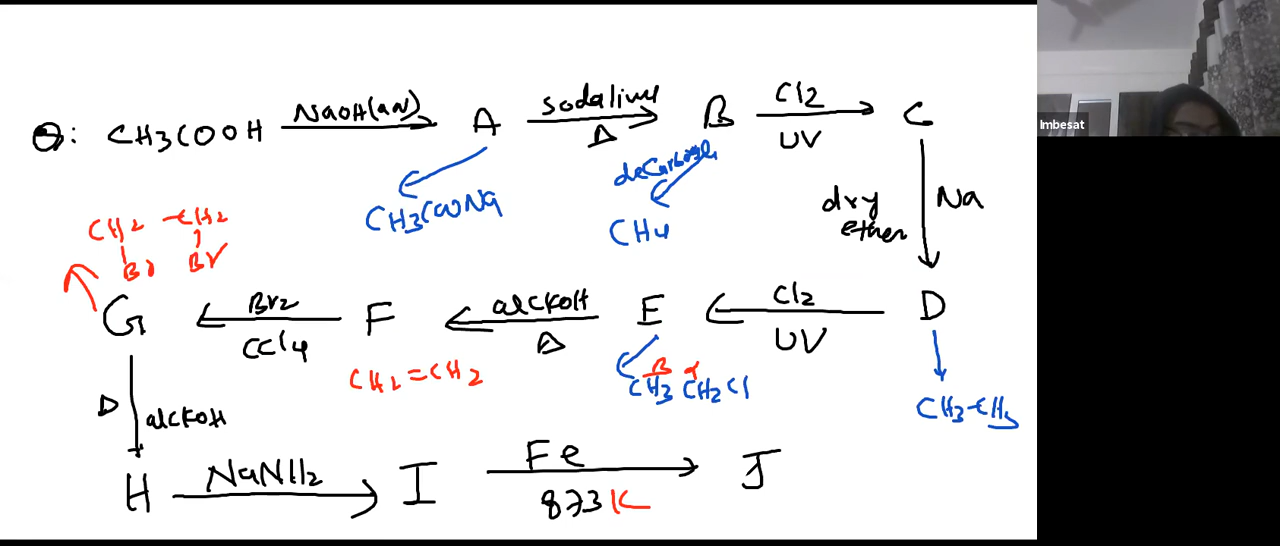 Q: CH3COOH NaOH(aq) A sodalime Δ B Cl2 UV C
CH3COONa
decarboxyl
CH4
dry ether Na
CH2-CH2
Br Br
G Br2 CCl4 F alcKOH Δ E Cl2 UV D
CH2=CH2
β α
CH3 CH2Cl
CH3-CH3
Δ alcKOH
H NaNH2 I Fe 873K J
Imbesat